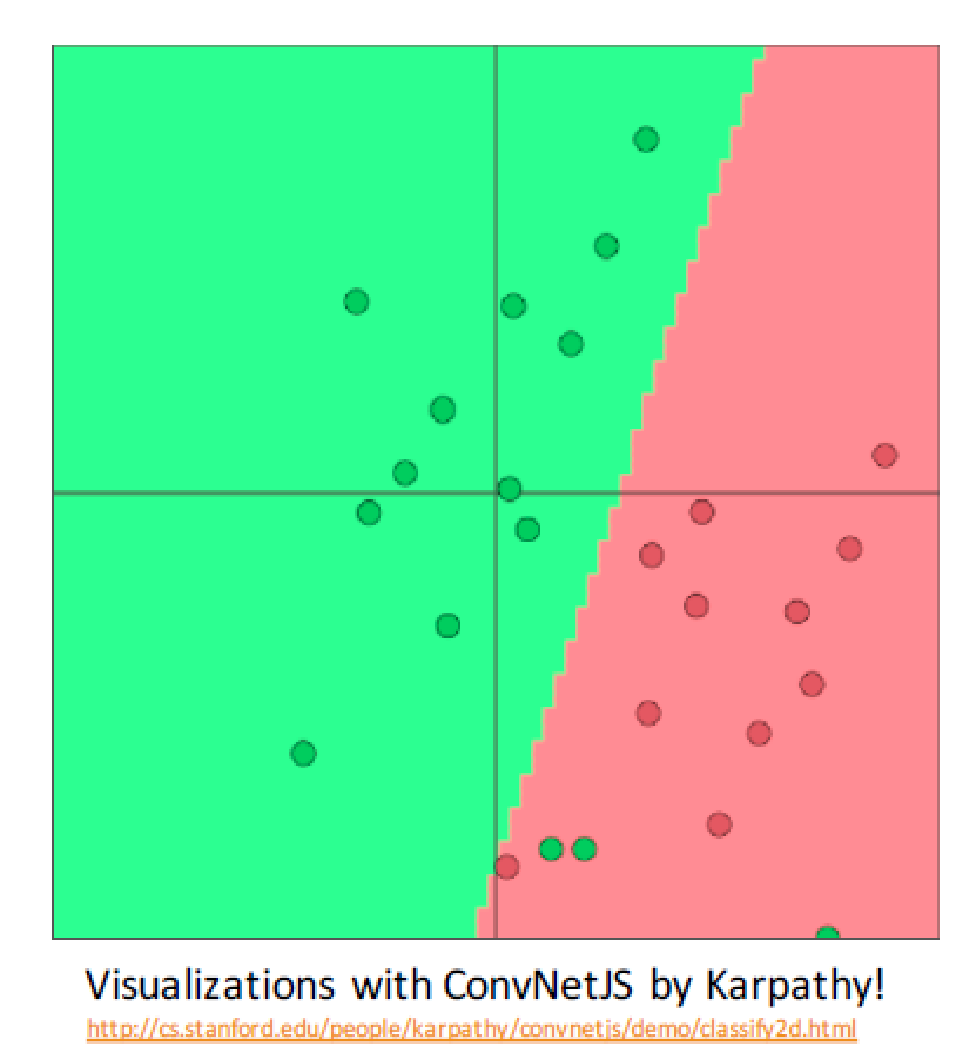 Visualizations with ConvNetJS by Karpathy!
http://cs.stanford.edu/people/karpathy/convnetjs/demo/classify2d.html